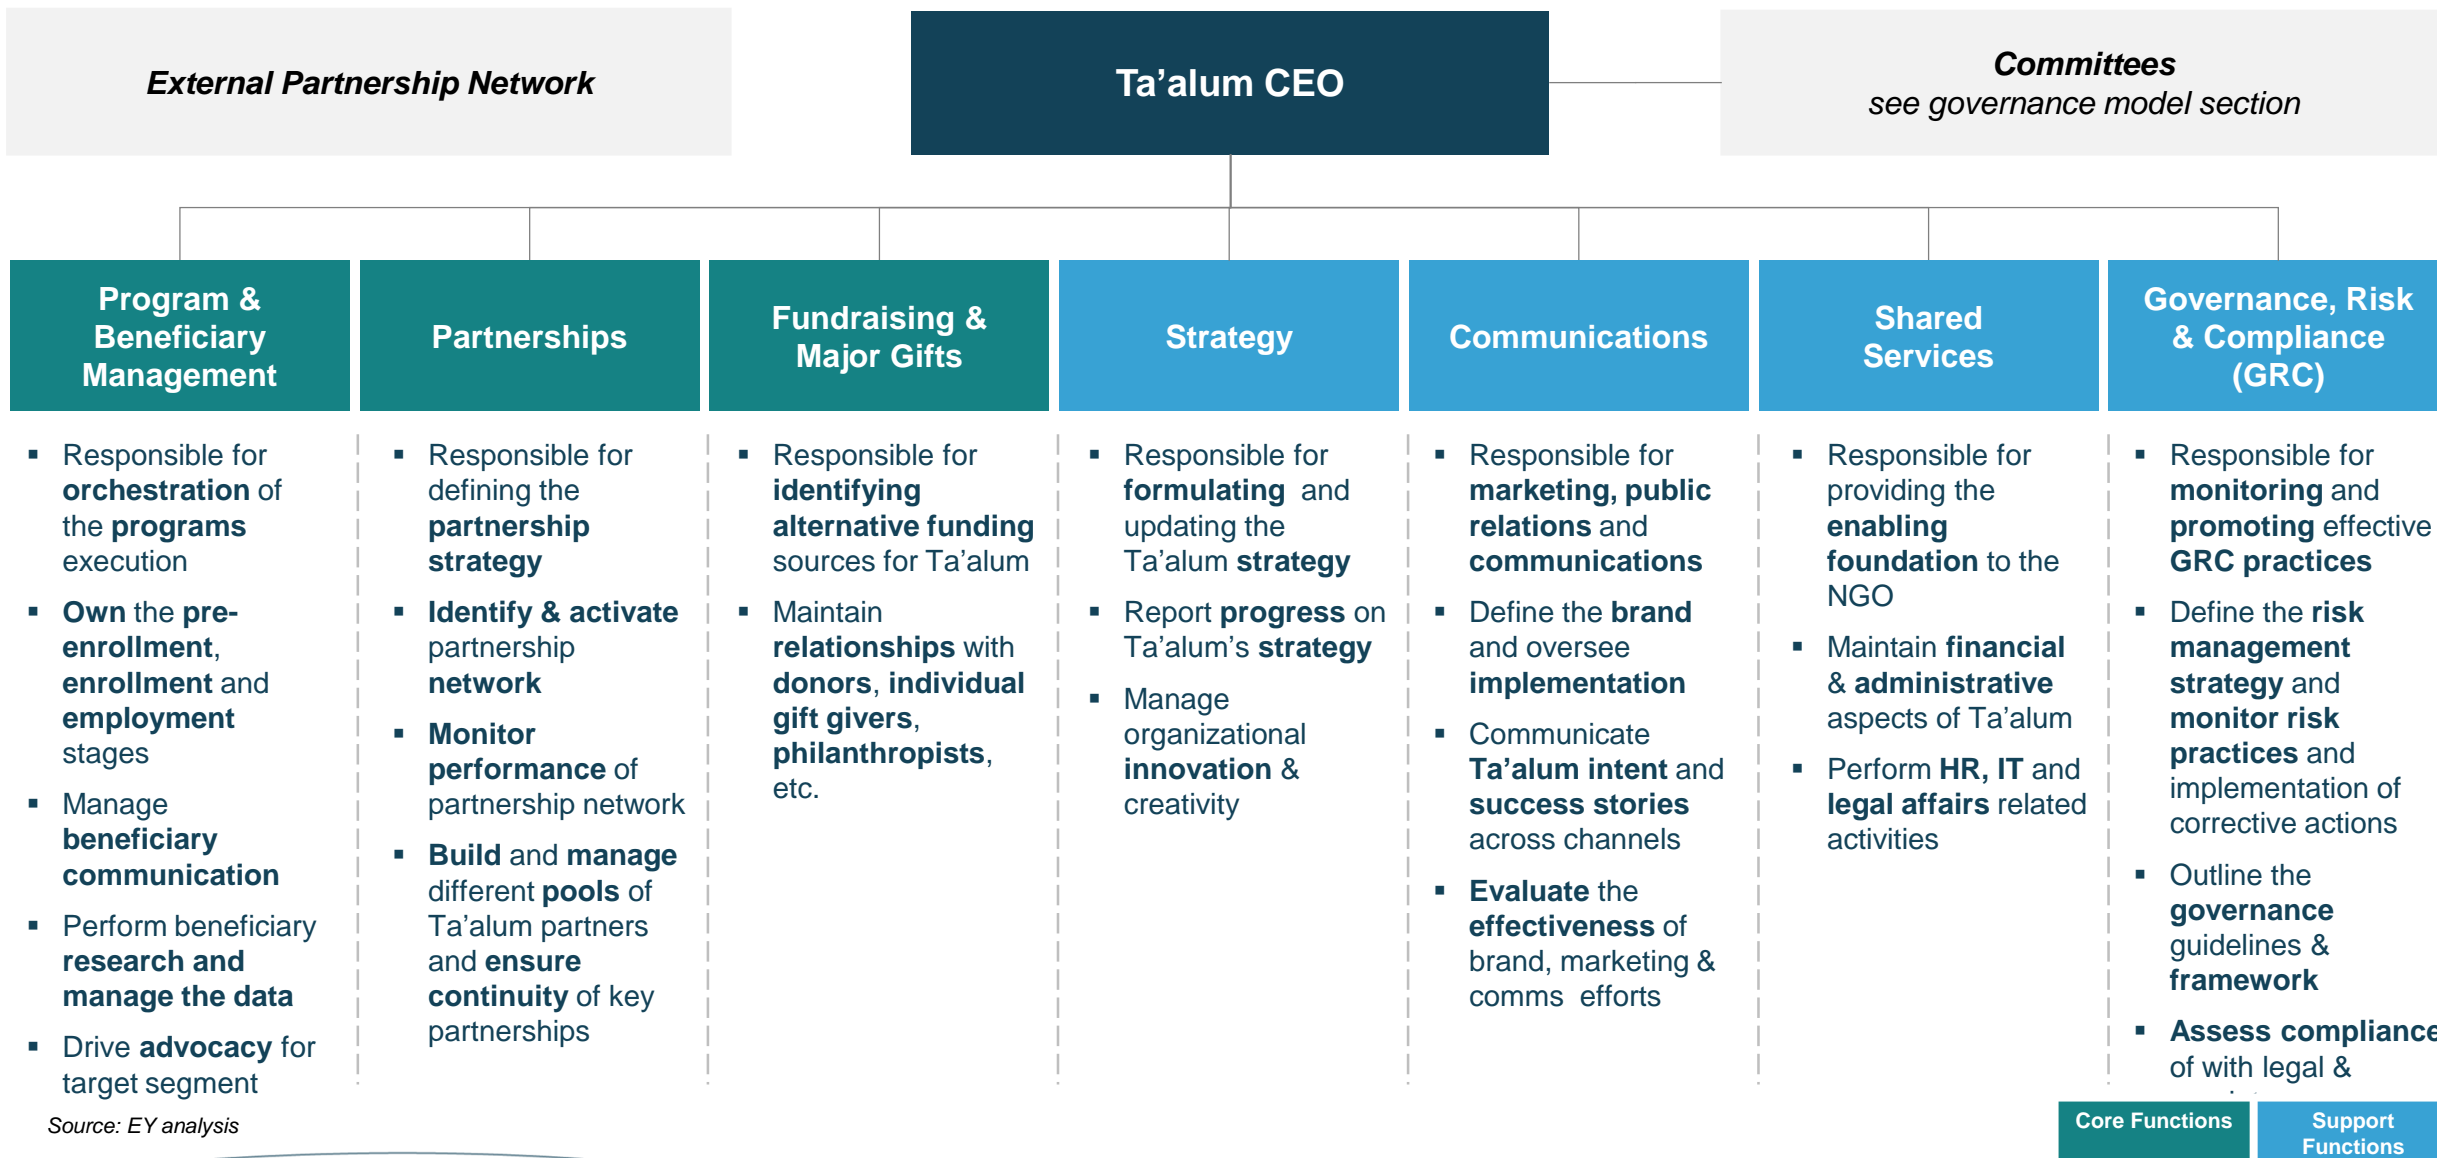 External Partnership Network
Ta’alum CEO
Committees
see governance model section
Program &
Beneficiary
Management
Partnerships
Fundraising &
Major Gifts
Strategy
Communications
Shared
Services
Governance, Risk
& Compliance
(GRC)
▪ Responsible for
orchestration of
the programs
execution
▪ Own the pre-
enrollment,
enrollment and
employment
stages
▪ Manage
beneficiary
communication
▪ Perform beneficiary
research and
manage the data
▪ Drive advocacy for
target segment
▪ Responsible for
defining the
partnership
strategy
▪ Identify & activate
partnership
network
▪ Monitor
performance of
partnership network
▪ Build and manage
different pools of
Ta’alum partners
and ensure
continuity of key
partnerships
▪ Responsible for
identifying
alternative funding
sources for Ta’alum
▪ Maintain
relationships with
donors, individual
gift givers,
philanthropists,
etc.
▪ Responsible for
formulating  and
updating the
Ta’alum strategy
▪ Report progress on
Ta’alum’s strategy
▪ Manage
organizational
innovation &
creativity
▪ Responsible for
marketing, public
relations and
communications
▪ Define the brand
and oversee
implementation
▪ Communicate
Ta’alum intent and
success stories
across channels
▪ Evaluate the
effectiveness of
brand, marketing &
comms  efforts
▪ Responsible for
providing the
enabling
foundation to the
NGO
▪ Maintain financial
& administrative
aspects of Ta’alum
▪ Perform HR, IT and
legal affairs related
activities
▪ Responsible for
monitoring and
promoting effective
GRC practices
▪ Define the risk
management
strategy and
monitor risk
practices and
implementation of
corrective actions
▪ Outline the
governance
guidelines &
framework
▪ Assess compliance
of with legal &
Source: EY analysis
Core Functions
Support
Functions